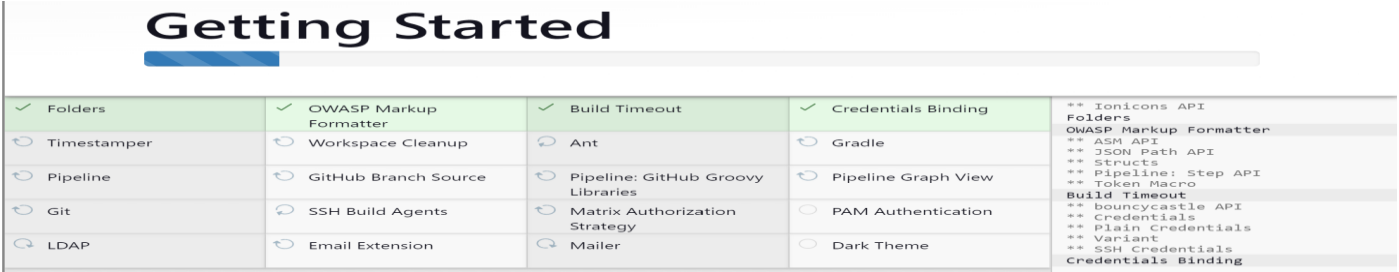 Getting Started
Folders
OWASP Markup
Formatter
Build Timeout
Credentials Binding
Timestamper
Workspace Cleanup
Ant
Gradle
Pipeline
GitHub Branch Source
Pipeline: GitHub Groovy
Libraries
Pipeline Graph View
Git
SSH Build Agents
Matrix Authorization
Strategy
PAM Authentication
LDAP
Email Extension
Mailer
Dark Theme
** Ionicons API
Folders
OWASP Markup Formatter
** ASM API
** JSON Path API
** Structs
** Pipeline: Step API
** Token Macro
Build Timeout
** bouncycastle API
** Credentials
** Plain Credentials
** Variant
** SSH Credentials
Credentials Binding